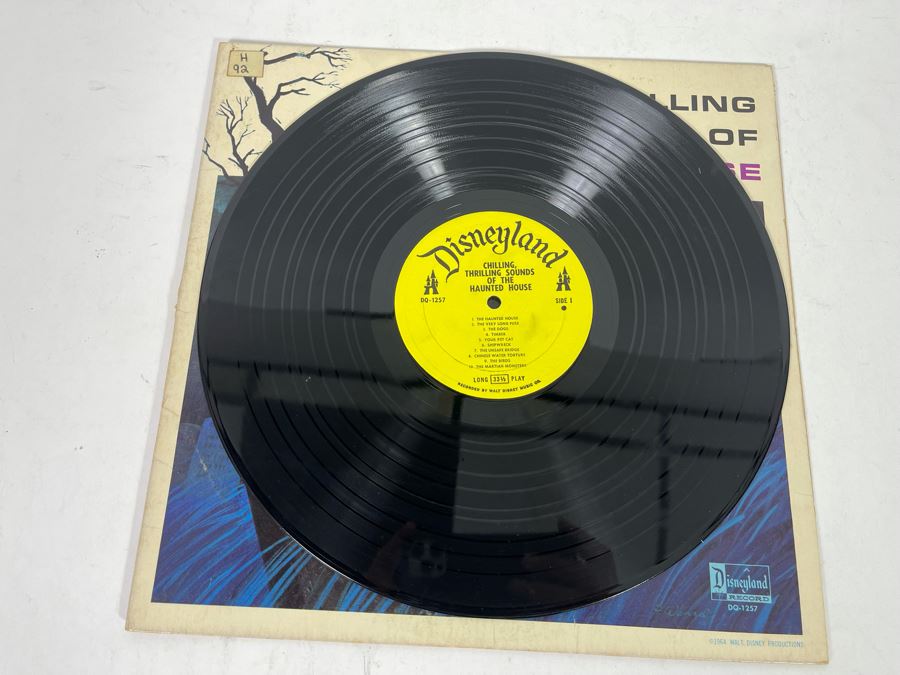 H
92
LLING
OF
SE
Disneyland
CHILLING,
THRILLING SOUNDS
OF THE
HAUNTED HOUSE
DQ-1257
SIDE 1
1. THE HAUNTED HOUSE
2. THE VERY LONG FUSE
3. THE DOGS
4. TIMBER
5. YOUR PET CAT
6. SHIPWRECK
7. THE UNSAFE BRIDGE
8. CHINESE WATER TORTURE
9. THE BIRDS
10. THE MARTIAN MONSTERS
LONG 33⅓ PLAY
RECORDED BY WALT DISNEY MUSIC CO.
Disneyland
RECORD
DQ-1257
©1964 WALT DISNEY PRODUCTIONS